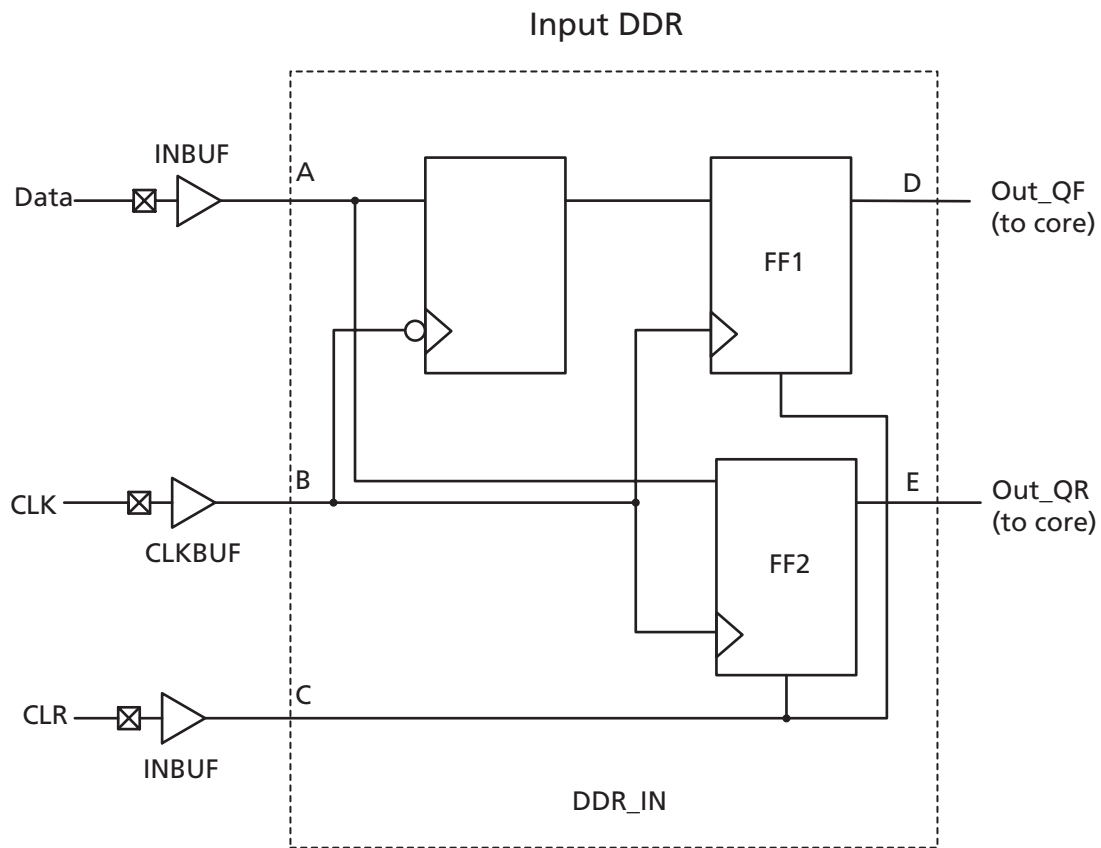 Input DDR
INBUF
A
Data
D
Out_QF
(to core)
FF1
B
E
CLK
Out_QR
(to core)
CLKBUF
FF2
C
CLR
INBUF
DDR_IN